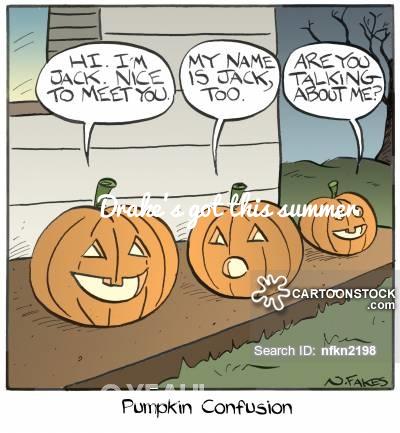 HI. I'M
JACK. NICE
TO MEET YOU.
MY NAME
IS JACK,
TOO.
ARE YOU
TALKING
ABOUT ME?
Drake's got this summer
CARTOONSTOCK
.com
Search ID: nfkn2198
N.FAKES
Pumpkin Confusion